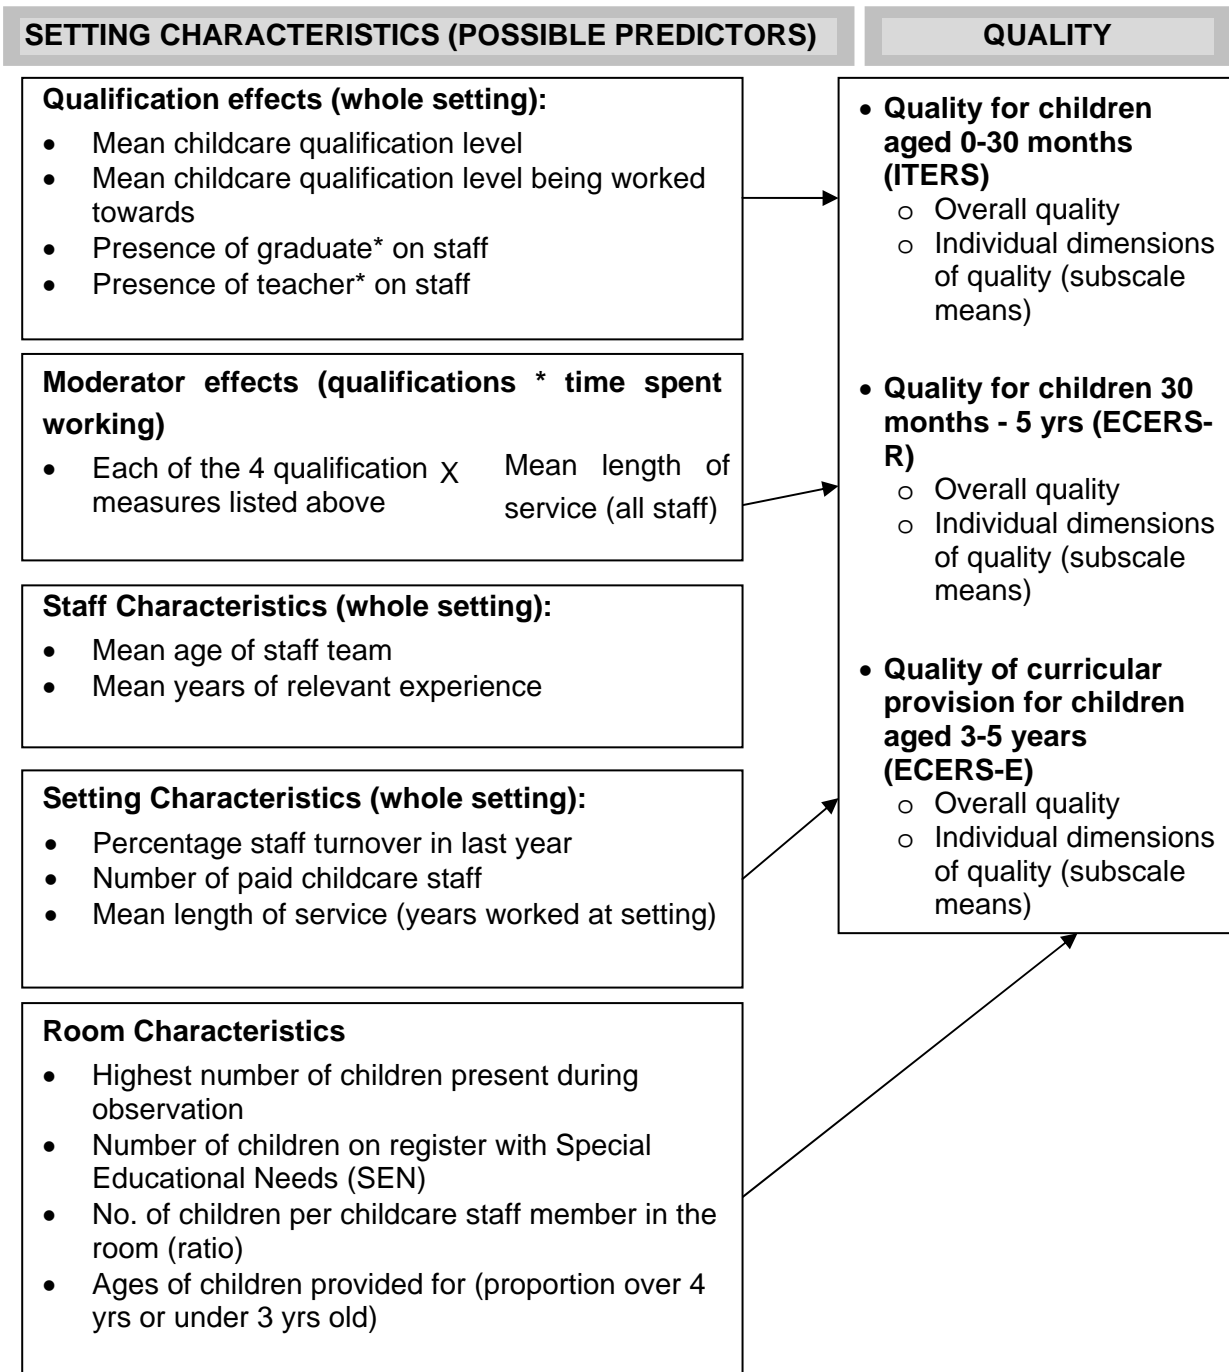 SETTING CHARACTERISTICS (POSSIBLE PREDICTORS)
Qualification effects (whole setting):
• Mean childcare qualification level
• Mean childcare qualification level being worked
towards
• Presence of graduate* on staff
• Presence of teacher* on staff
Moderator effects (qualifications * time spent
working)
• Each of the 4 qualification
measures listed above
X
Mean length of
service (all staff)
Staff Characteristics (whole setting):
• Mean age of staff team
• Mean years of relevant experience
Setting Characteristics (whole setting):
• Percentage staff turnover in last year
• Number of paid childcare staff
• Mean length of service (years worked at setting)
Room Characteristics
• Highest number of children present during
observation
• Number of children on register with Special
Educational Needs (SEN)
• No. of children per childcare staff member in the
room (ratio)
• Ages of children provided for (proportion over 4
yrs or under 3 yrs old)
QUALITY
• Quality for children
aged 0-30 months
(ITERS)
o Overall quality
o Individual dimensions
of quality (subscale
means)
• Quality for children 30
months - 5 yrs (ECERS-
R)
o Overall quality
o Individual dimensions
of quality (subscale
means)
• Quality of curricular
provision for children
aged 3-5 years
(ECERS-E)
o Overall quality
o Individual dimensions
of quality (subscale
means)